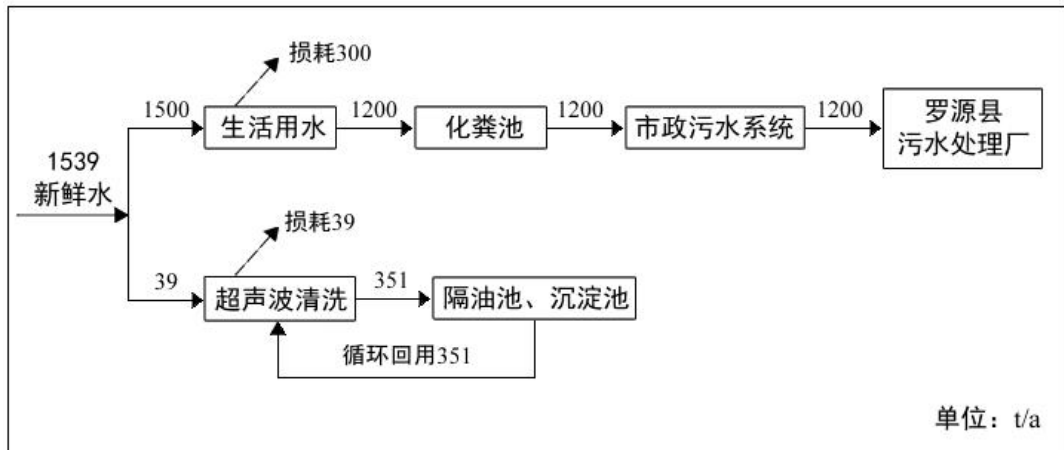 损耗300
1500
生活用水
1200
化粪池
1200
市政污水系统
1200
罗源县
污水处理厂
1539
新鲜水
损耗39
39
超声波清洗
351
隔油池、沉淀池
循环回用351
单位：t/a